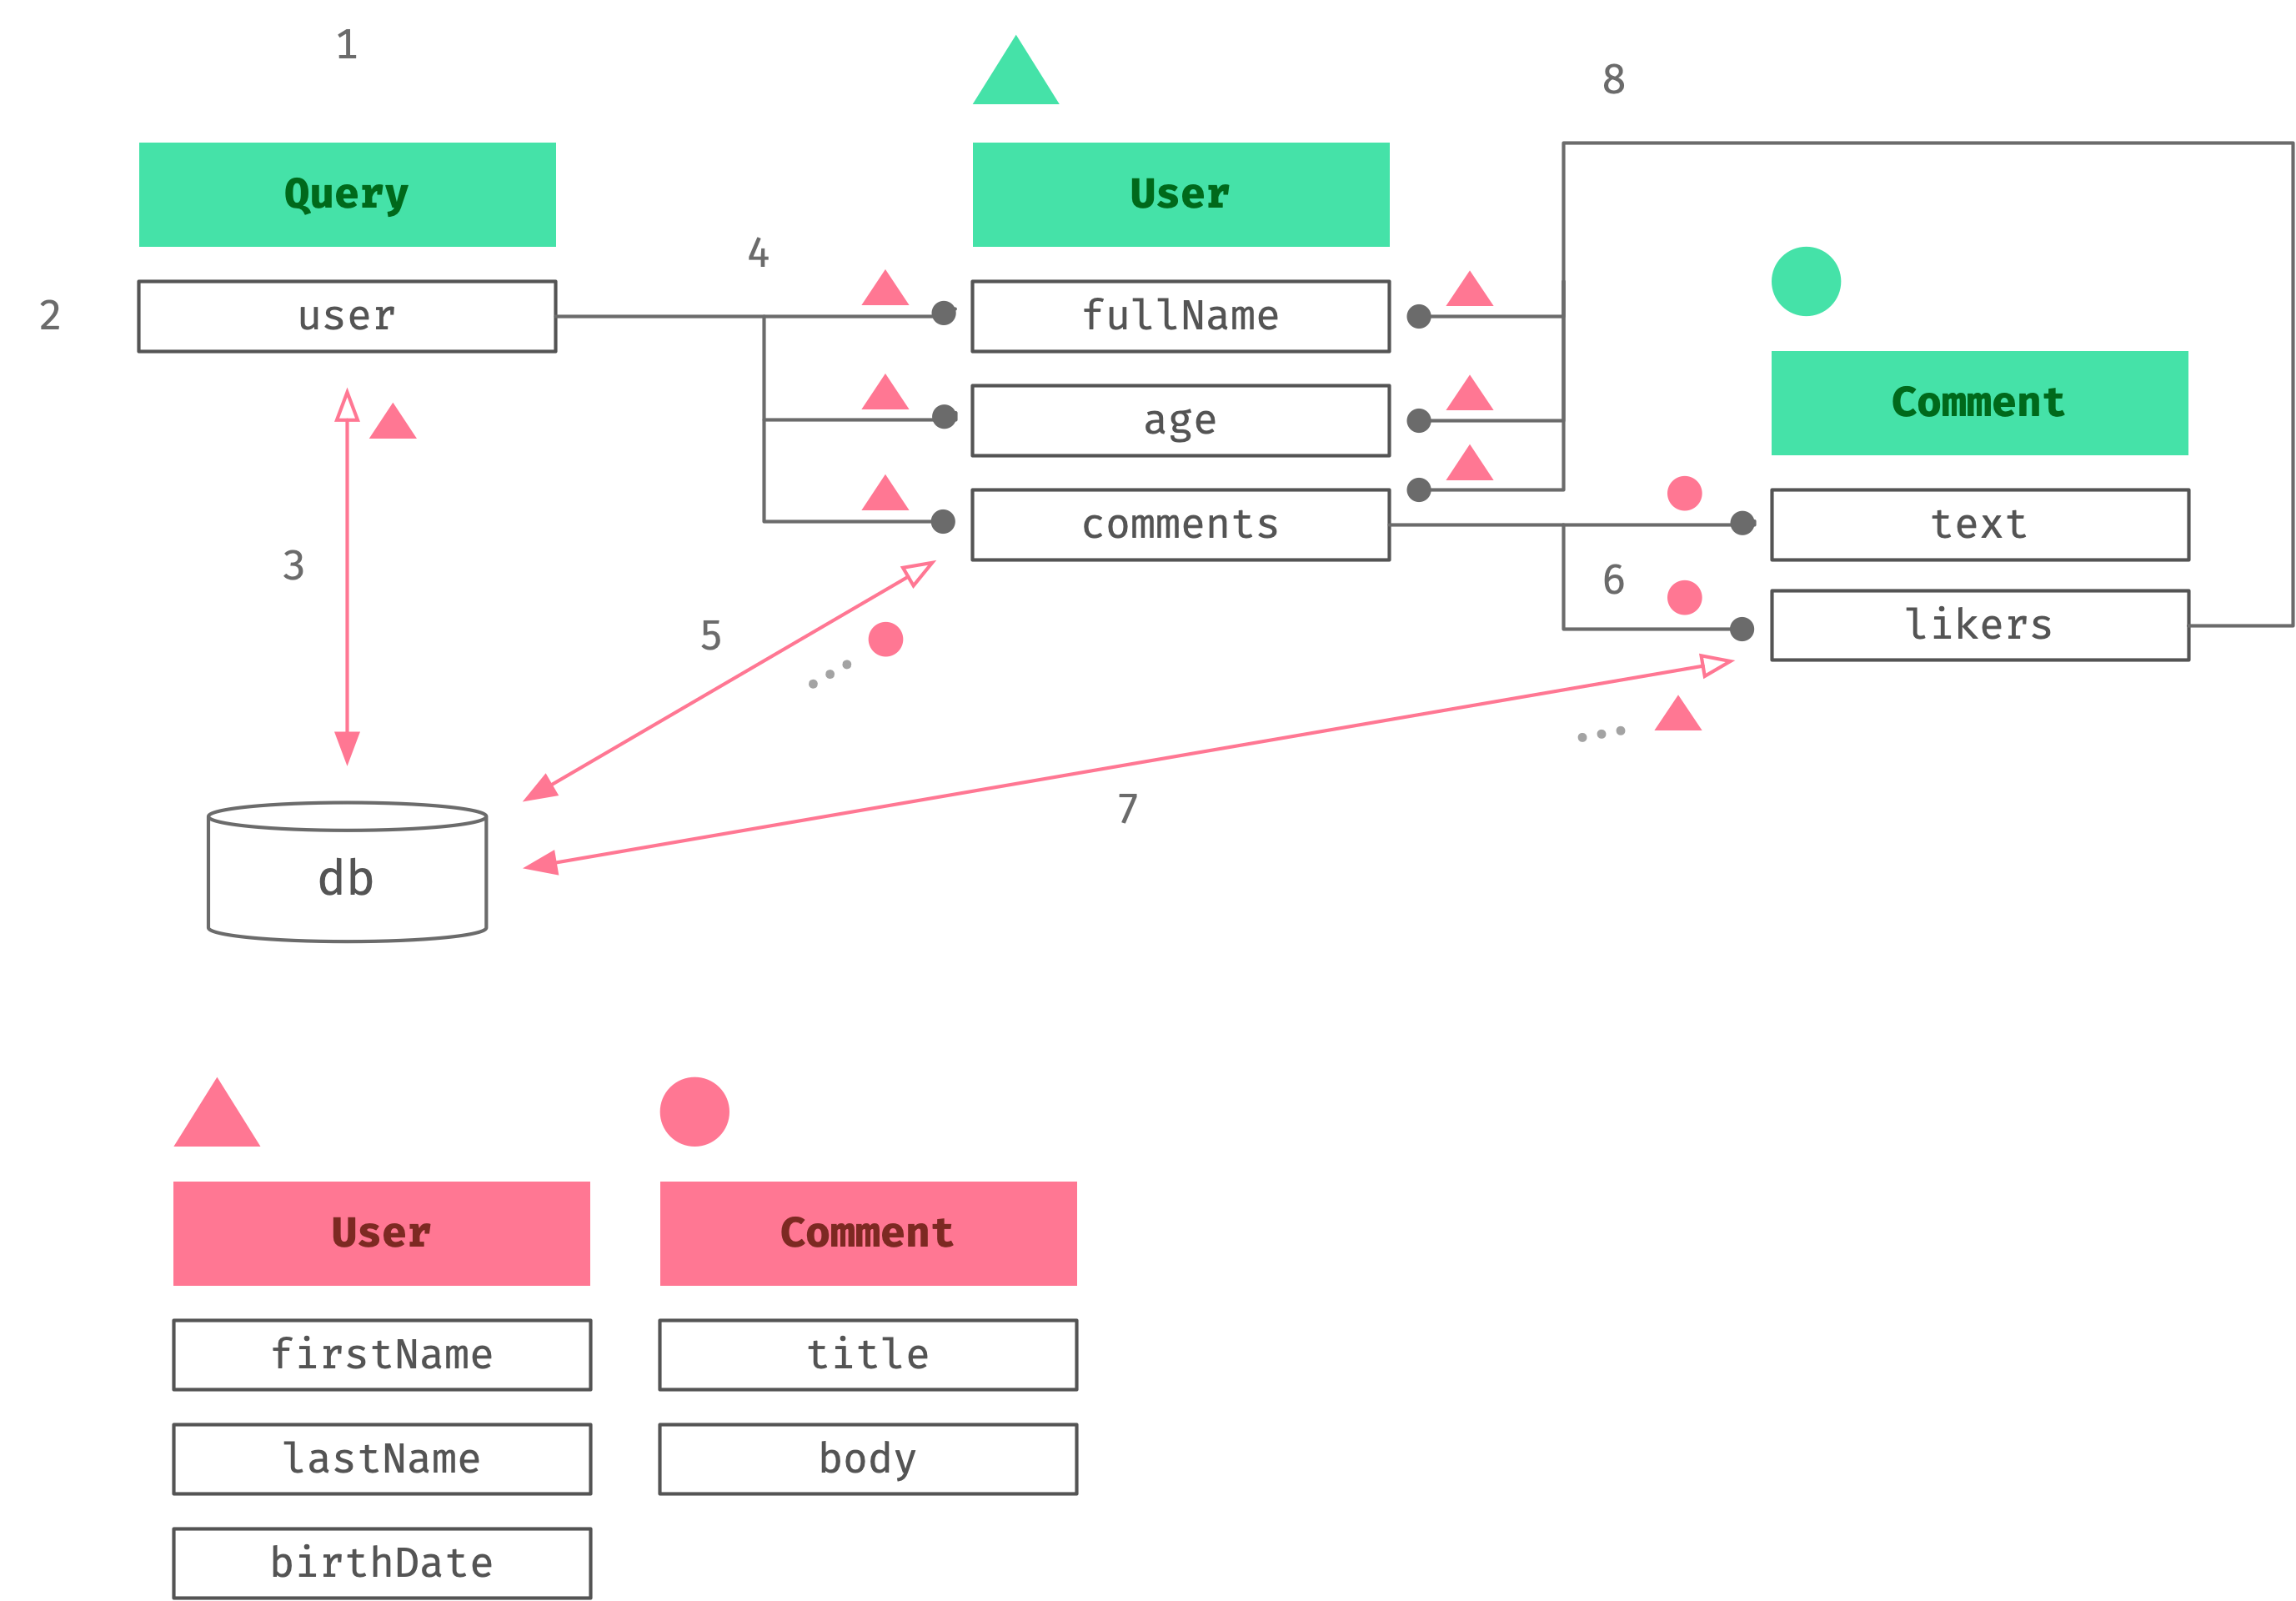 1
8
Query
User
4
2
user
fullName
age
Comment
comments
text
3
6
likers
5
7
db
User
Comment
firstName
title
lastName
body
birthDate